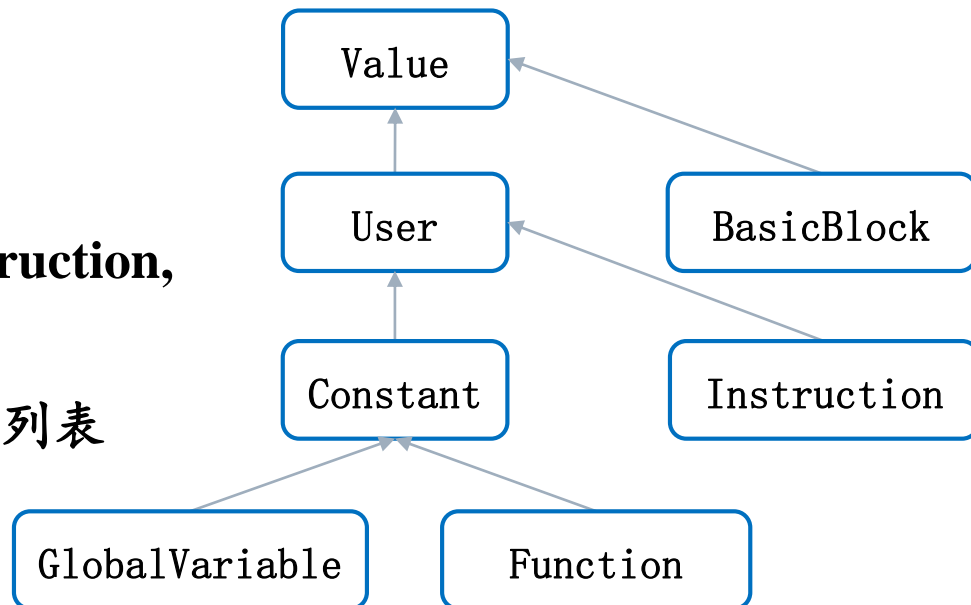 Value
User
BasicBlock
ruction,
Constant
Instruction
列表
GlobalVariable
Function